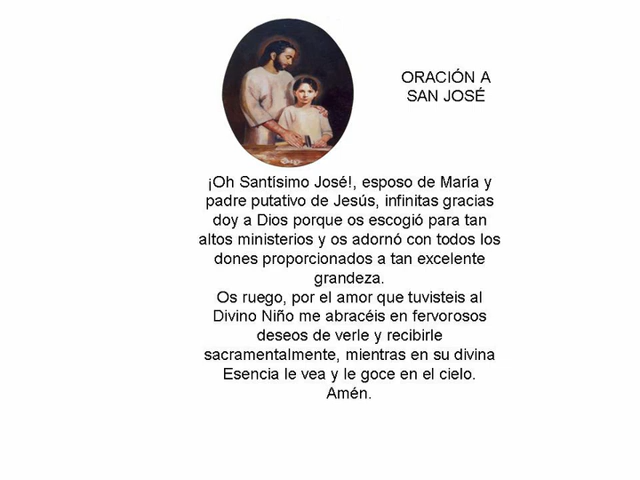 ORACIÓN A
SAN JOSÉ
¡Oh Santísimo José!, esposo de María y
padre putativo de Jesús, infinitas gracias
doy a Dios porque os escogió para tan
altos ministerios y os adornó con todos los
dones proporcionados a tan excelente
grandeza.
Os ruego, por el amor que tuvisteis al
Divino Niño me abracéis en fervorosos
deseos de verle y recibirle
sacramentalmente, mientras en su divina
Esencia le vea y le goce en el cielo.
Amén.